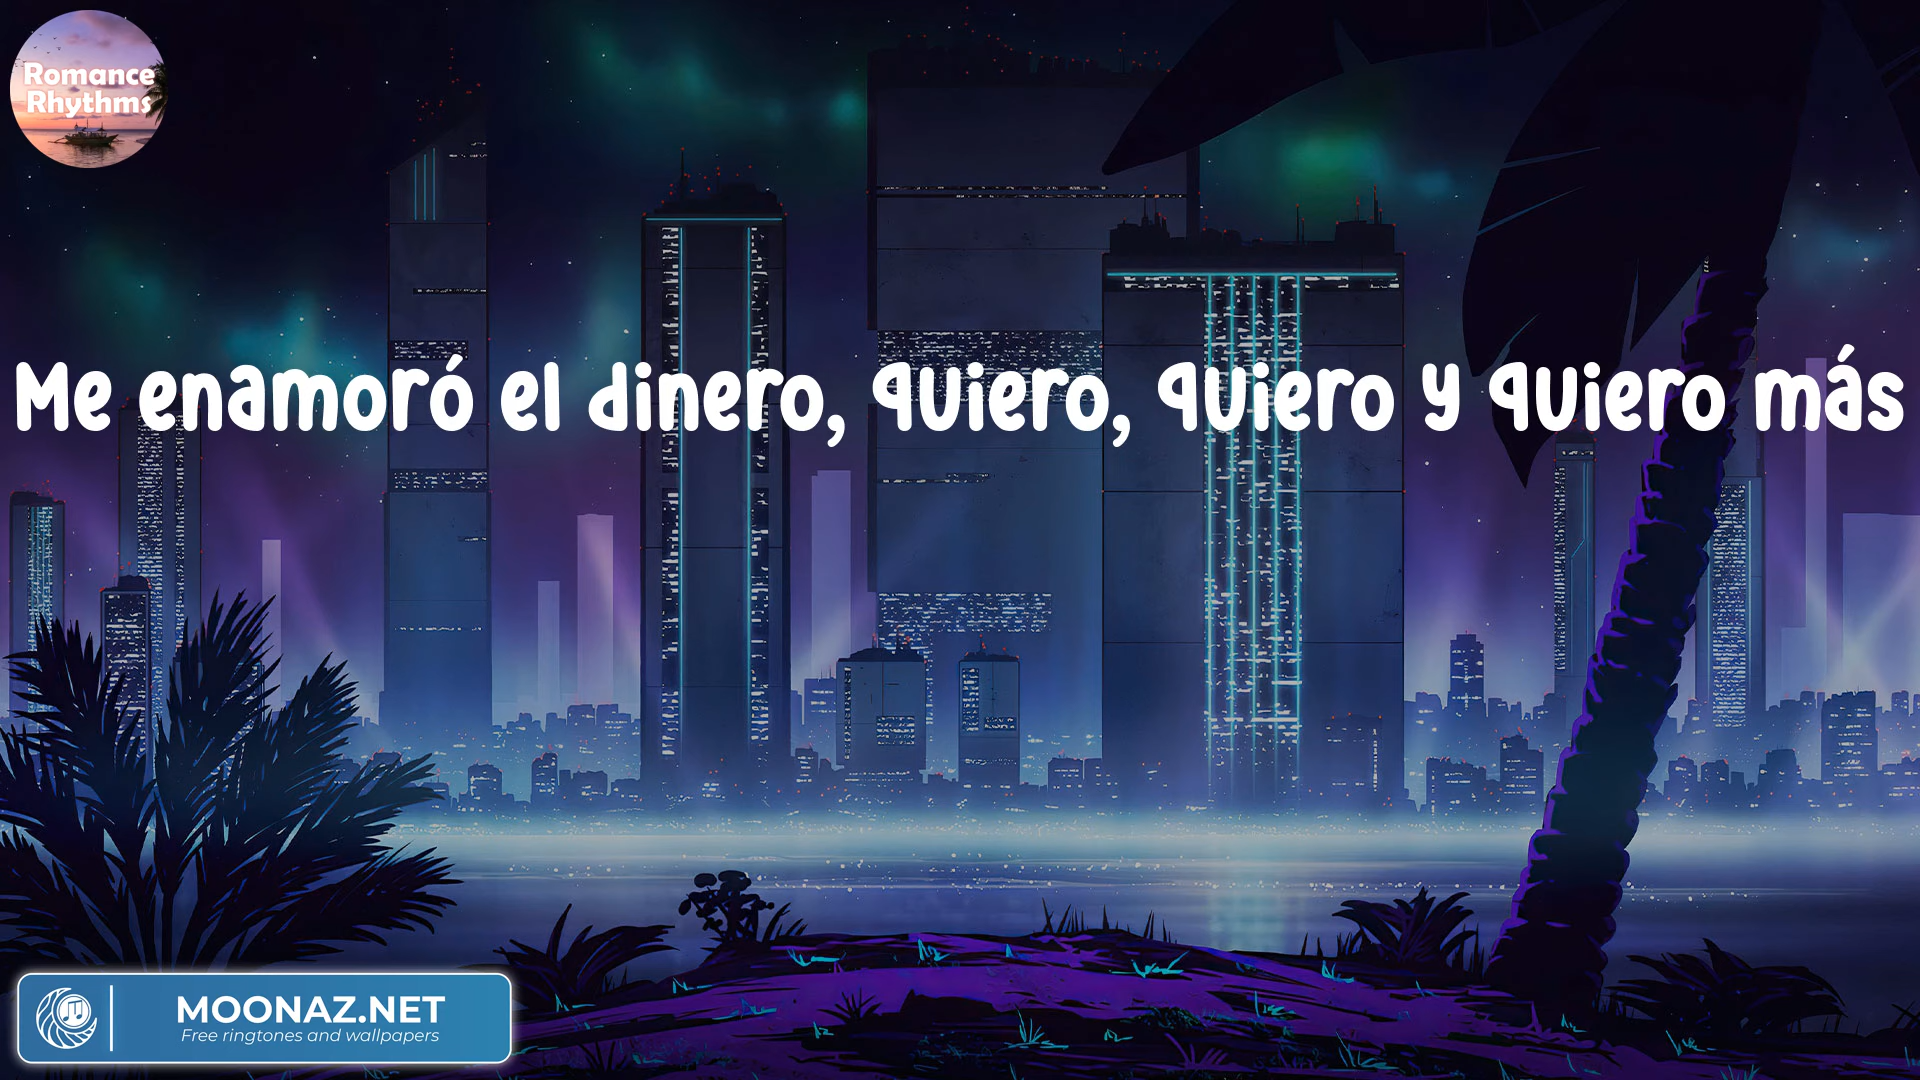 Romance
Rhythms
Me enamoró el dinero, quiero, quiero y quiero más
MOONAZ.NET
Free ringtones and wallpapers